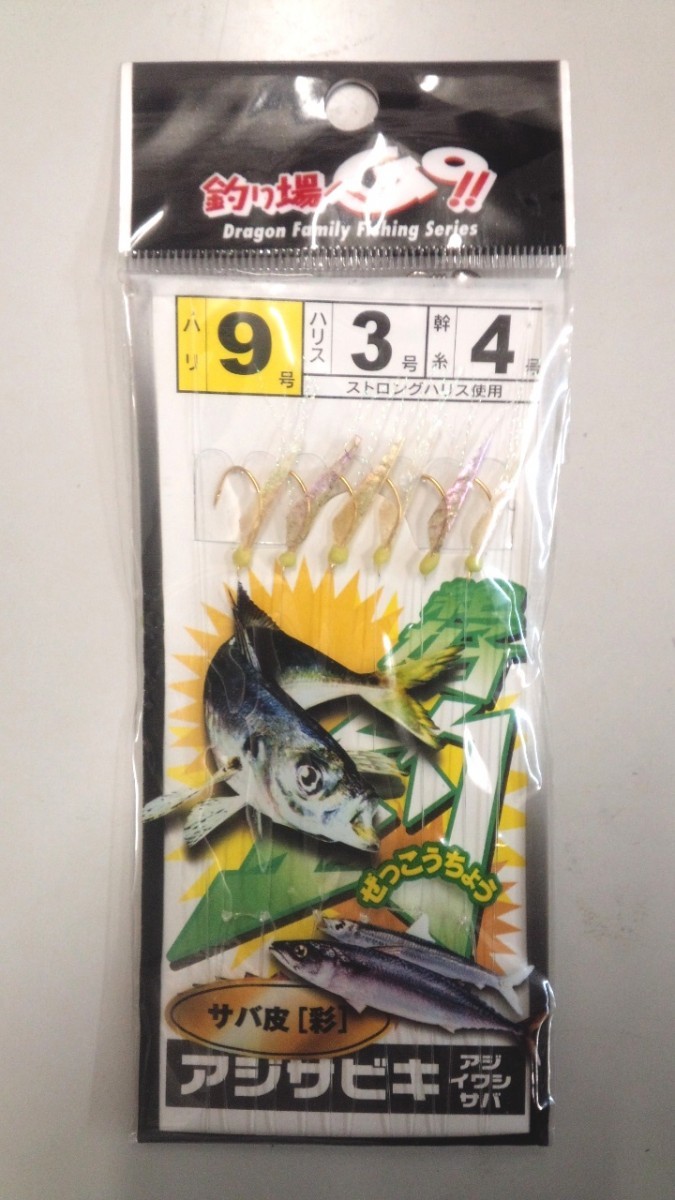 釣り場へGO!!
Dragon Family Fishing Series
ハリ 9号 ハリス 3号 幹糸 4号
ストロングハリス使用
ぜっこうちょう
サバ皮[彩]
アジサビキ
アジ
イワシ
サバ